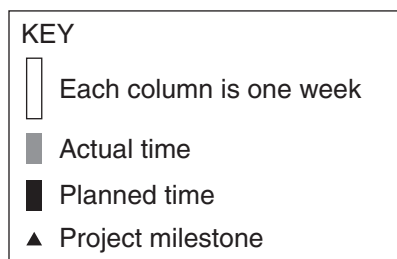 KEY
Each column is one week
Actual time
Planned time
Project milestone